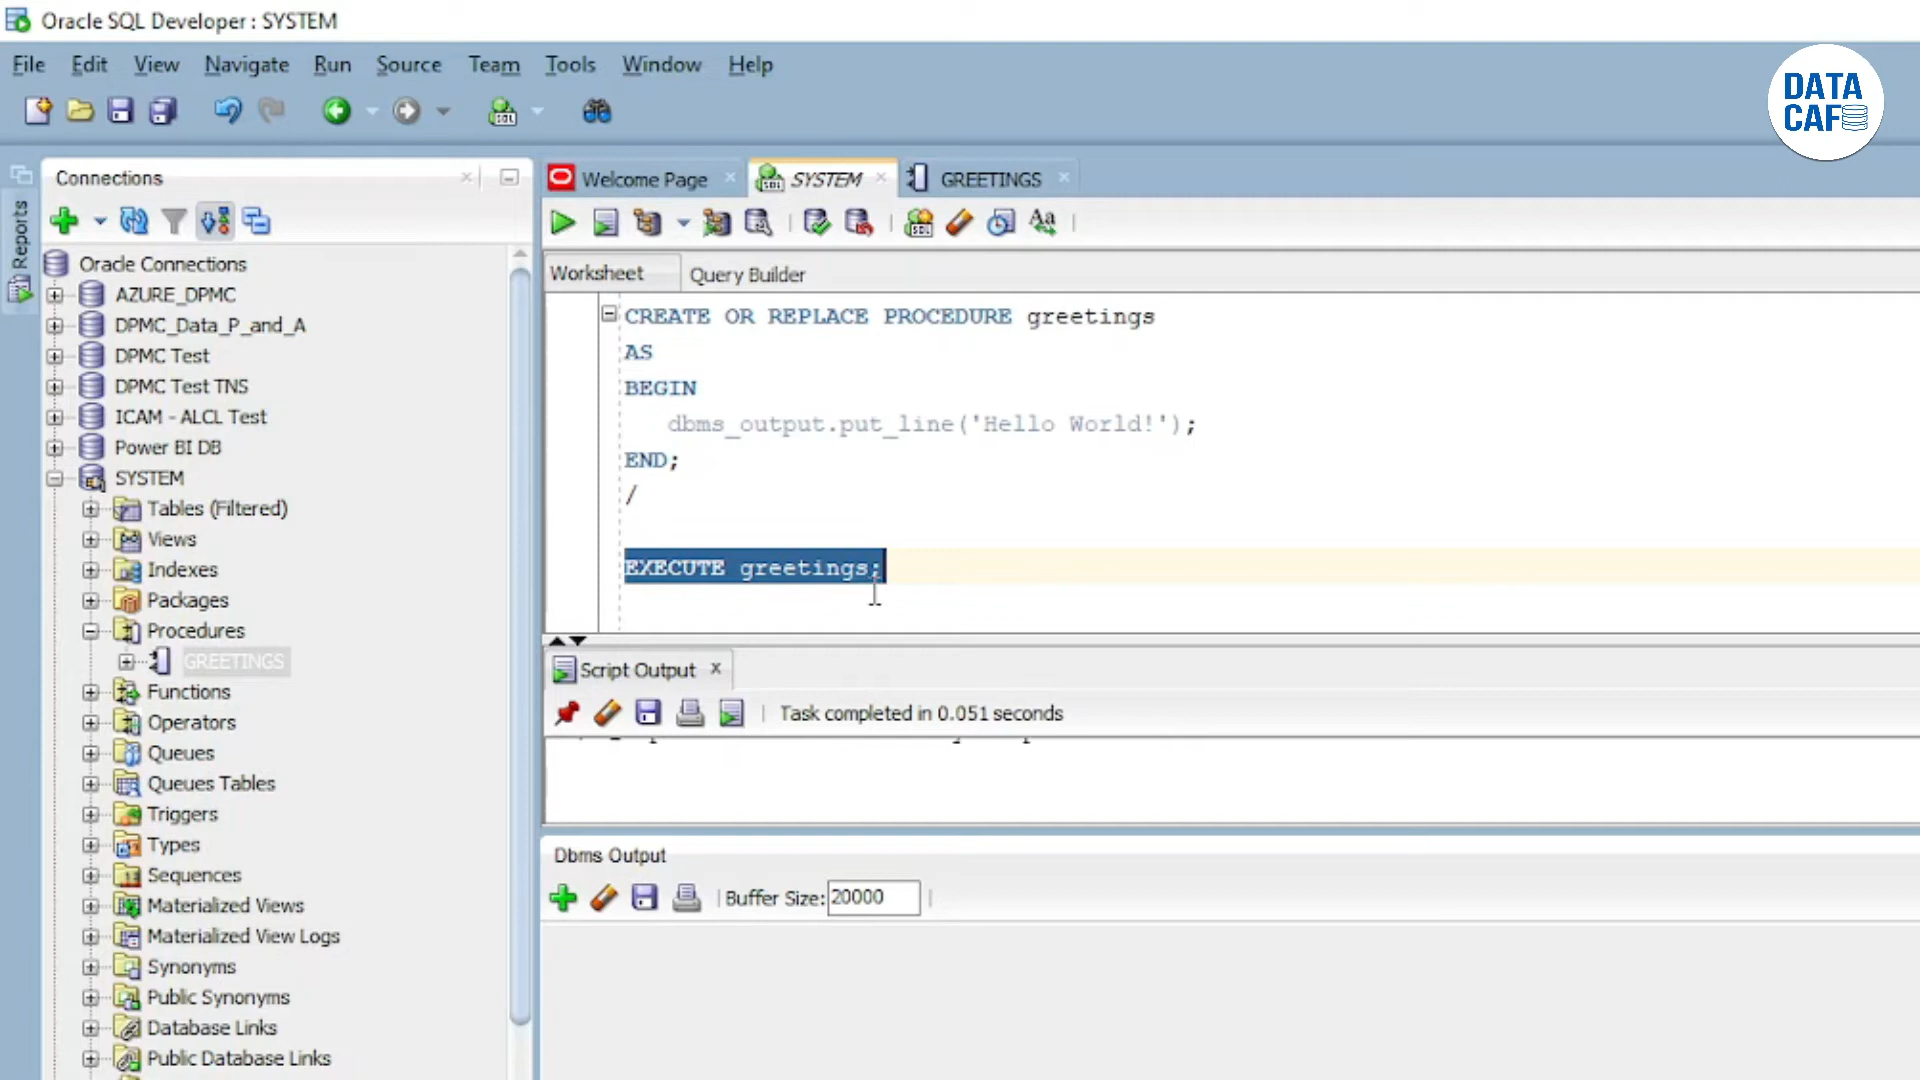 Oracle SQL Developer : SYSTEM
File Edit View Navigate Run Source Team Tools Window Help
DATA
CAF
Reports
Connections
Oracle Connections
AZURE_DPMC
DPMC_Data_P_and_A
DPMC Test
DPMC Test TNS
ICAM - ALCL Test
Power BI DB
SYSTEM
Tables (Filtered)
Views
Indexes
Packages
Procedures
GREETINGS
Functions
Operators
Queues
Queues Tables
Triggers
Types
Sequences
Materialized Views
Materialized View Logs
Synonyms
Public Synonyms
Database Links
Public Database Links
Welcome Page SYSTEM GREETINGS
Worksheet Query Builder
CREATE OR REPLACE PROCEDURE greetings
AS
BEGIN
dbms_output.put_line('Hello World!');
END;
/
EXECUTE greetings;
Script Output
Task completed in 0.051 seconds
Dbms Output
Buffer Size: 20000